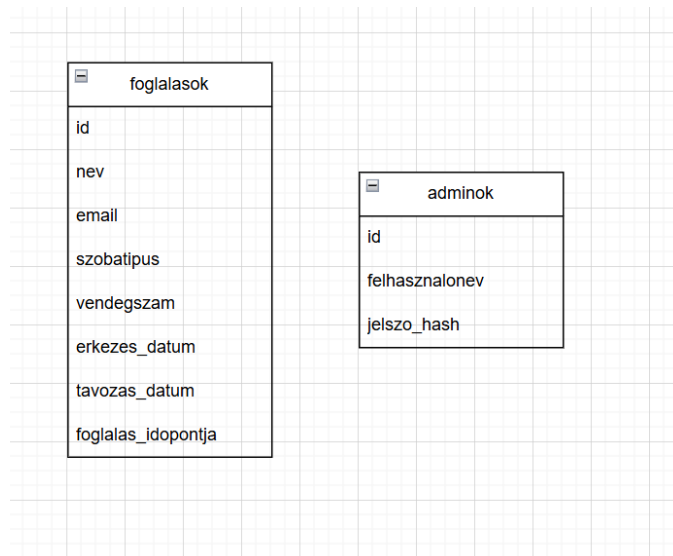 foglalasok
id
nev
email
szobatipus
vendegszam
erkezes_datum
tavozas_datum
foglalas_idopontja
adminok
id
felhasznalonev
jelszo_hash